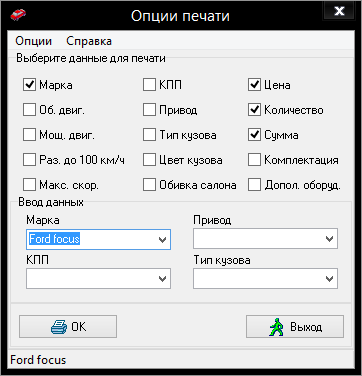 Опции печати
Опции Справка
Выберите данные для печати
Марка КПП Цена
Об. двиг. Привод Количество
Мощ. двиг. Тип кузова Сумма
Раз. до 100 км/ч Цвет кузова Комплектация
Макс. скор. Обивка салона Допол. оборуд.
Ввод данных
Марка Привод
Ford focus
КПП Тип кузова
OK Выход
Ford focus